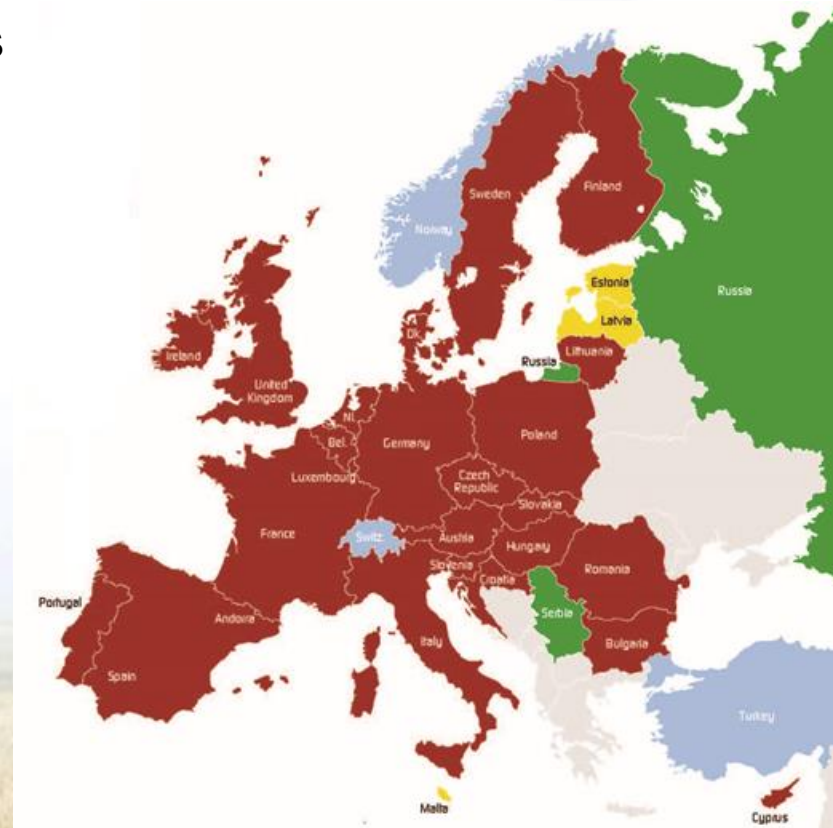 s
Norway
Sweden
Finland
Russia
Estonia
Latvia
Lithuania
Russia
Dk.
Ireland
United
Kingdom
Nl.
Bel.
Luxembourg
Germany
Poland
Czech
Republic
Slovakia
France
Switz.
Austria
Hungary
Slovenia
Croatia
Romania
Serbia
Bulgaria
Italy
Portugal
Andorra
Spain
Turkey
Malta
Cyprus